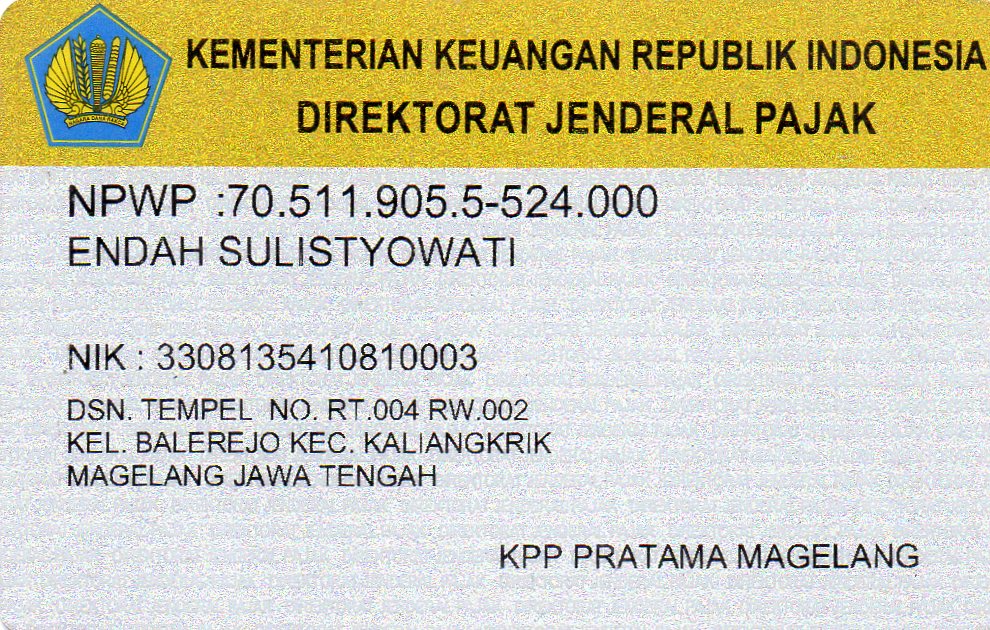 KEMENTERIAN KEUANGAN REPUBLIK INDONESIA
DIREKTORAT JENDERAL PAJAK
NAGARA DANA RAKCA
NPWP :70.511.905.5-524.000
ENDAH SULISTYOWATI
NIK : 3308135410810003
DSN. TEMPEL NO. RT.004 RW.002
KEL. BALEREJO KEC. KALIANGKRIK
MAGELANG JAWA TENGAH
KPP PRATAMA MAGELANG